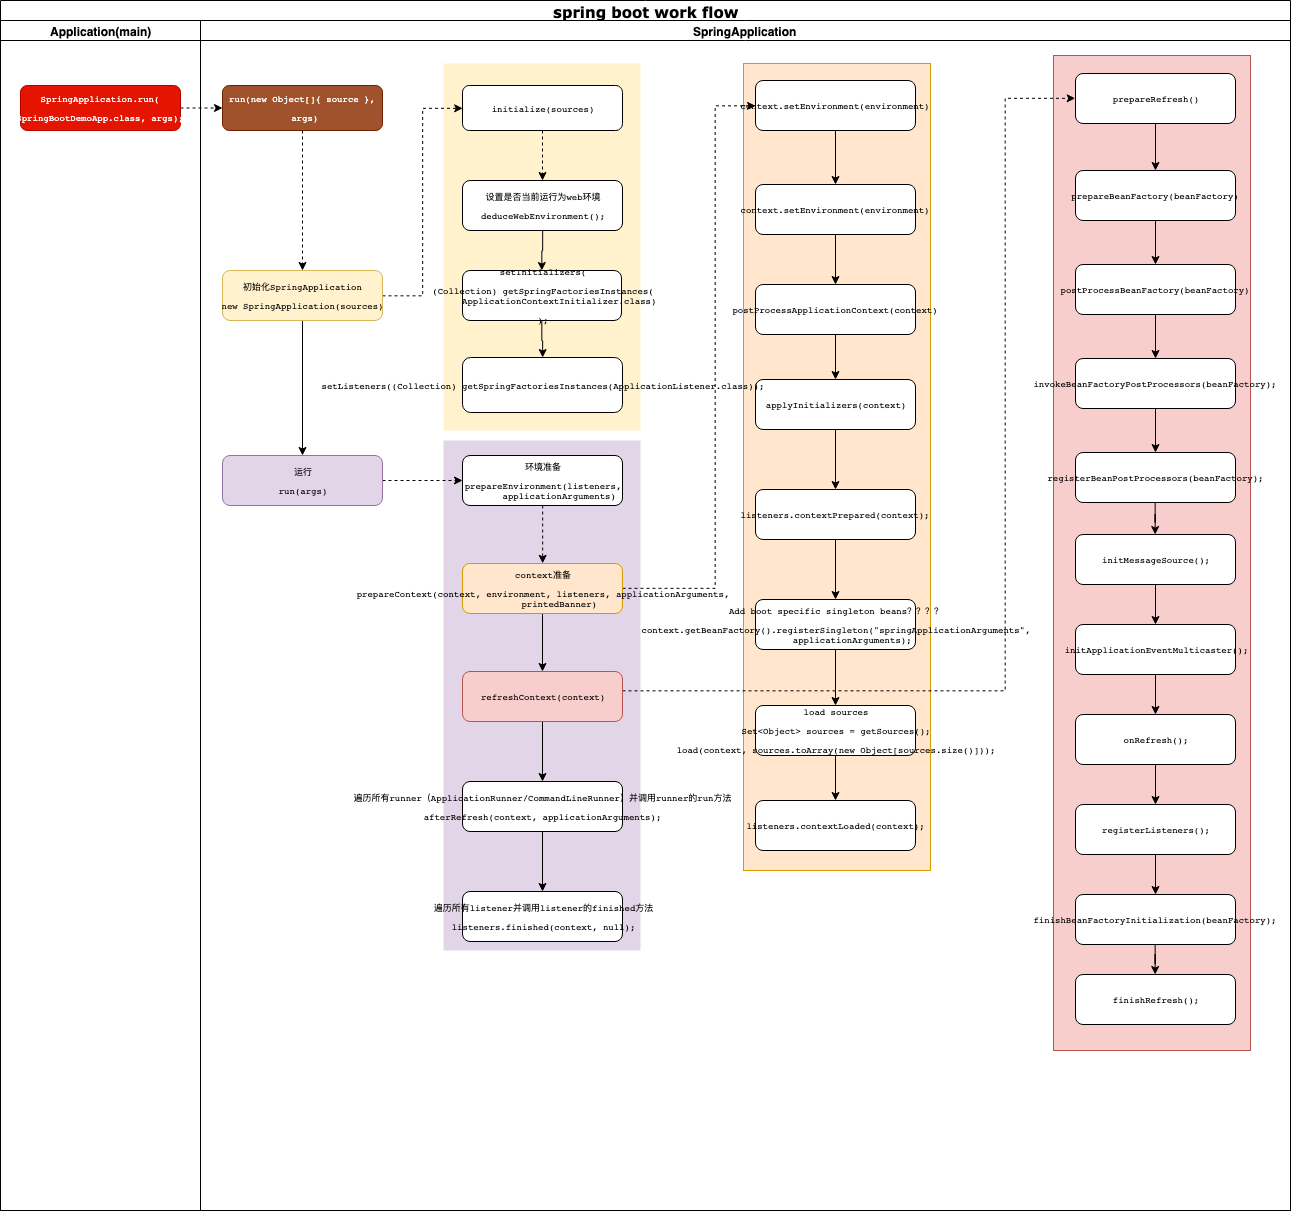 spring boot work flow
Application(main)
SpringApplication
SpringApplication.run(
SpringBootDemoApp.class, args);
run(new Object[]{ source },
args)
初始化SpringApplication
new SpringApplication(sources)
运行
run(args)
initialize(sources)
设置是否当前运行为web环境
deduceWebEnvironment();
setInitializers(
(Collection) getSpringFactoriesInstances(
ApplicationContextInitializer.class)
);
setListeners((Collection) getSpringFactoriesInstances(ApplicationListener.class));
环境准备
prepareEnvironment(listeners,
applicationArguments)
context准备
prepareContext(context, environment, listeners, applicationArguments,
printedBanner)
refreshContext(context)
遍历所有runner（ApplicationRunner/CommandLineRunner）并调用runner的run方法
afterRefresh(context, applicationArguments);
遍历所有listener并调用listener的finished方法
listeners.finished(context, null);
context.setEnvironment(environment)
context.setEnvironment(environment)
postProcessApplicationContext(context)
applyInitializers(context)
listeners.contextPrepared(context);
Add boot specific singleton beans？？？？
context.getBeanFactory().registerSingleton("springApplicationArguments",
applicationArguments);
load sources
Set<Object> sources = getSources();
load(context, sources.toArray(new Object[sources.size()]));
listeners.contextLoaded(context);
prepareRefresh()
prepareBeanFactory(beanFactory)
postProcessBeanFactory(beanFactory)
invokeBeanFactoryPostProcessors(beanFactory);
registerBeanPostProcessors(beanFactory);
initMessageSource();
initApplicationEventMulticaster();
onRefresh();
registerListeners();
finishBeanFactoryInitialization(beanFactory);
finishRefresh();